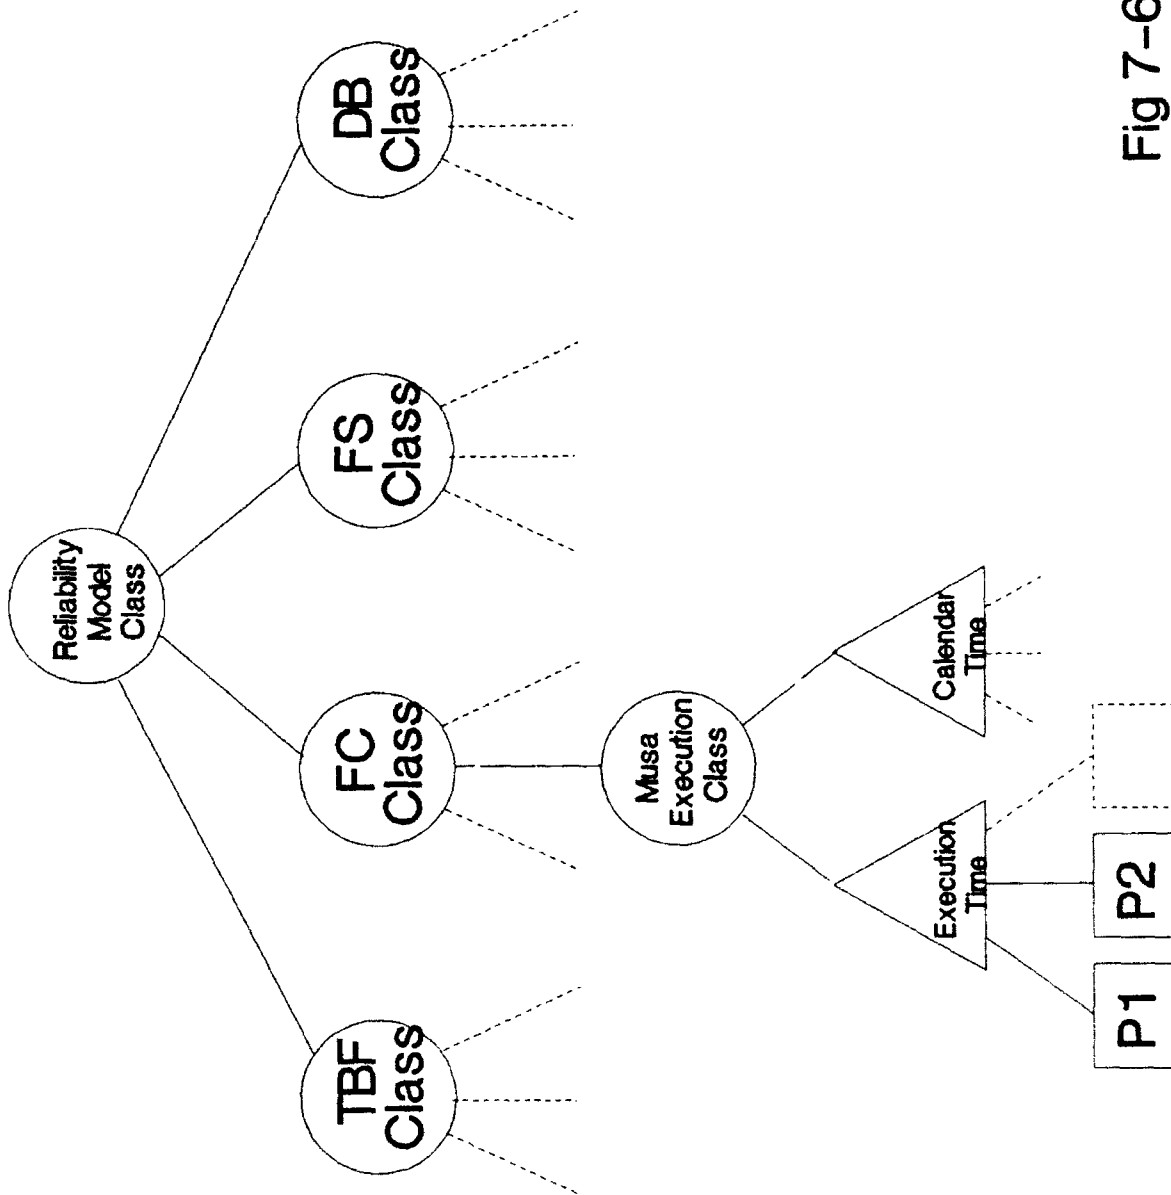 Reliability
Model
Class
TBF
Class
FC
Class
FS
Class
DB
Class
Musa
Execution
Class
Execution
Time
Calendar
Time
P1
P2
Fig 7-6